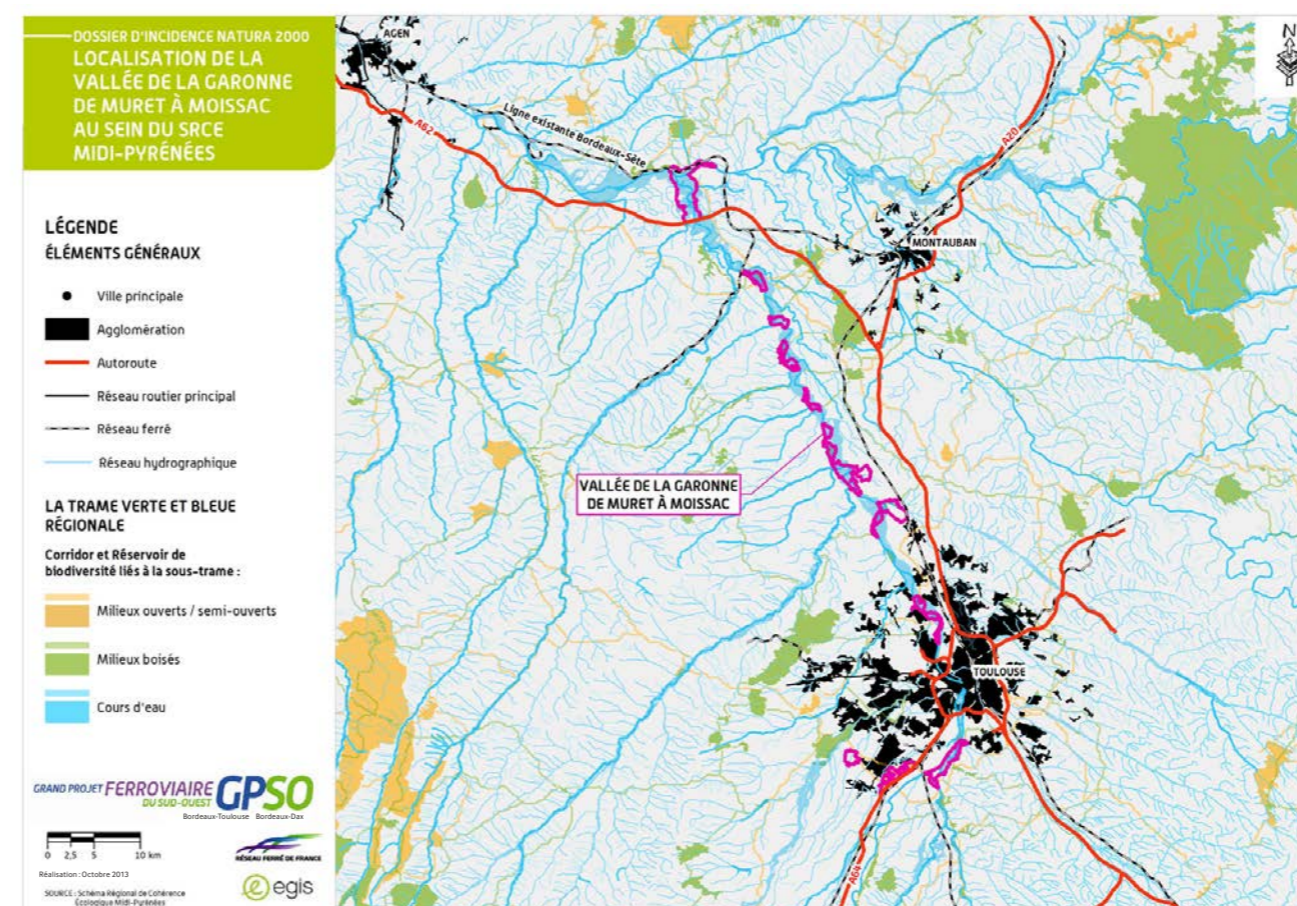 DOSSIER D'INCIDENCE NATURA 2000
LOCALISATION DE LA
VALLÉE DE LA GARONNE
DE MURET À MOISSAC
AU SEIN DU SRCE
MIDI-PYRÉNÉES
LÉGENDE
ÉLÉMENTS GÉNÉRAUX
Ville principale
Agglomération
Autoroute
Réseau routier principal
Réseau ferré
Réseau hydrographique
LA TRAME VERTE ET BLEUE
RÉGIONALE
Corridor et Réservoir de
biodiversité liés à la sous-trame :
Milieux ouverts / semi-ouverts
Milieux boisés
Cours d'eau
GRAND PROJET FERROVIAIRE
DU SUD-OUEST
GPSO
Bordeaux-Toulouse Bordeaux-Dax
0 2,5 5 10 km
RÉSEAU FERRÉ DE FRANCE
Réalisation : Octobre 2013
egis
SOURCE : Schéma Régional de Cohérence
Écologique Midi-Pyrénées
N
AGEN
A62
Ligne existante Bordeaux-Sète
A20
MONTAUBAN
VALLÉE DE LA GARONNE
DE MURET À MOISSAC
TOULOUSE
A64